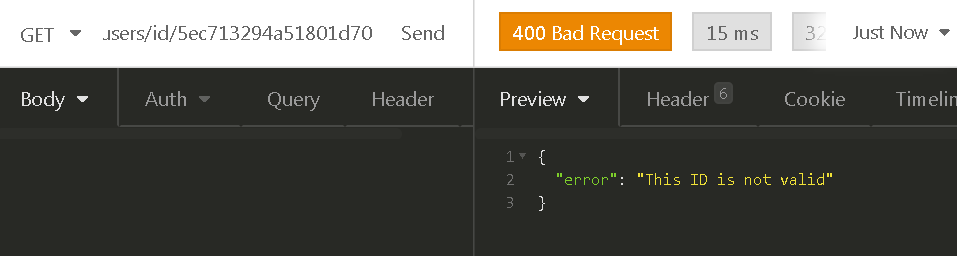 GET users/id/5ec713294a51801d70 Send 400 Bad Request 15 ms 32 Just Now
Body Auth Query Header Preview Header 6 Cookie Timelin
1 {
2 "error": "This ID is not valid"
3 }